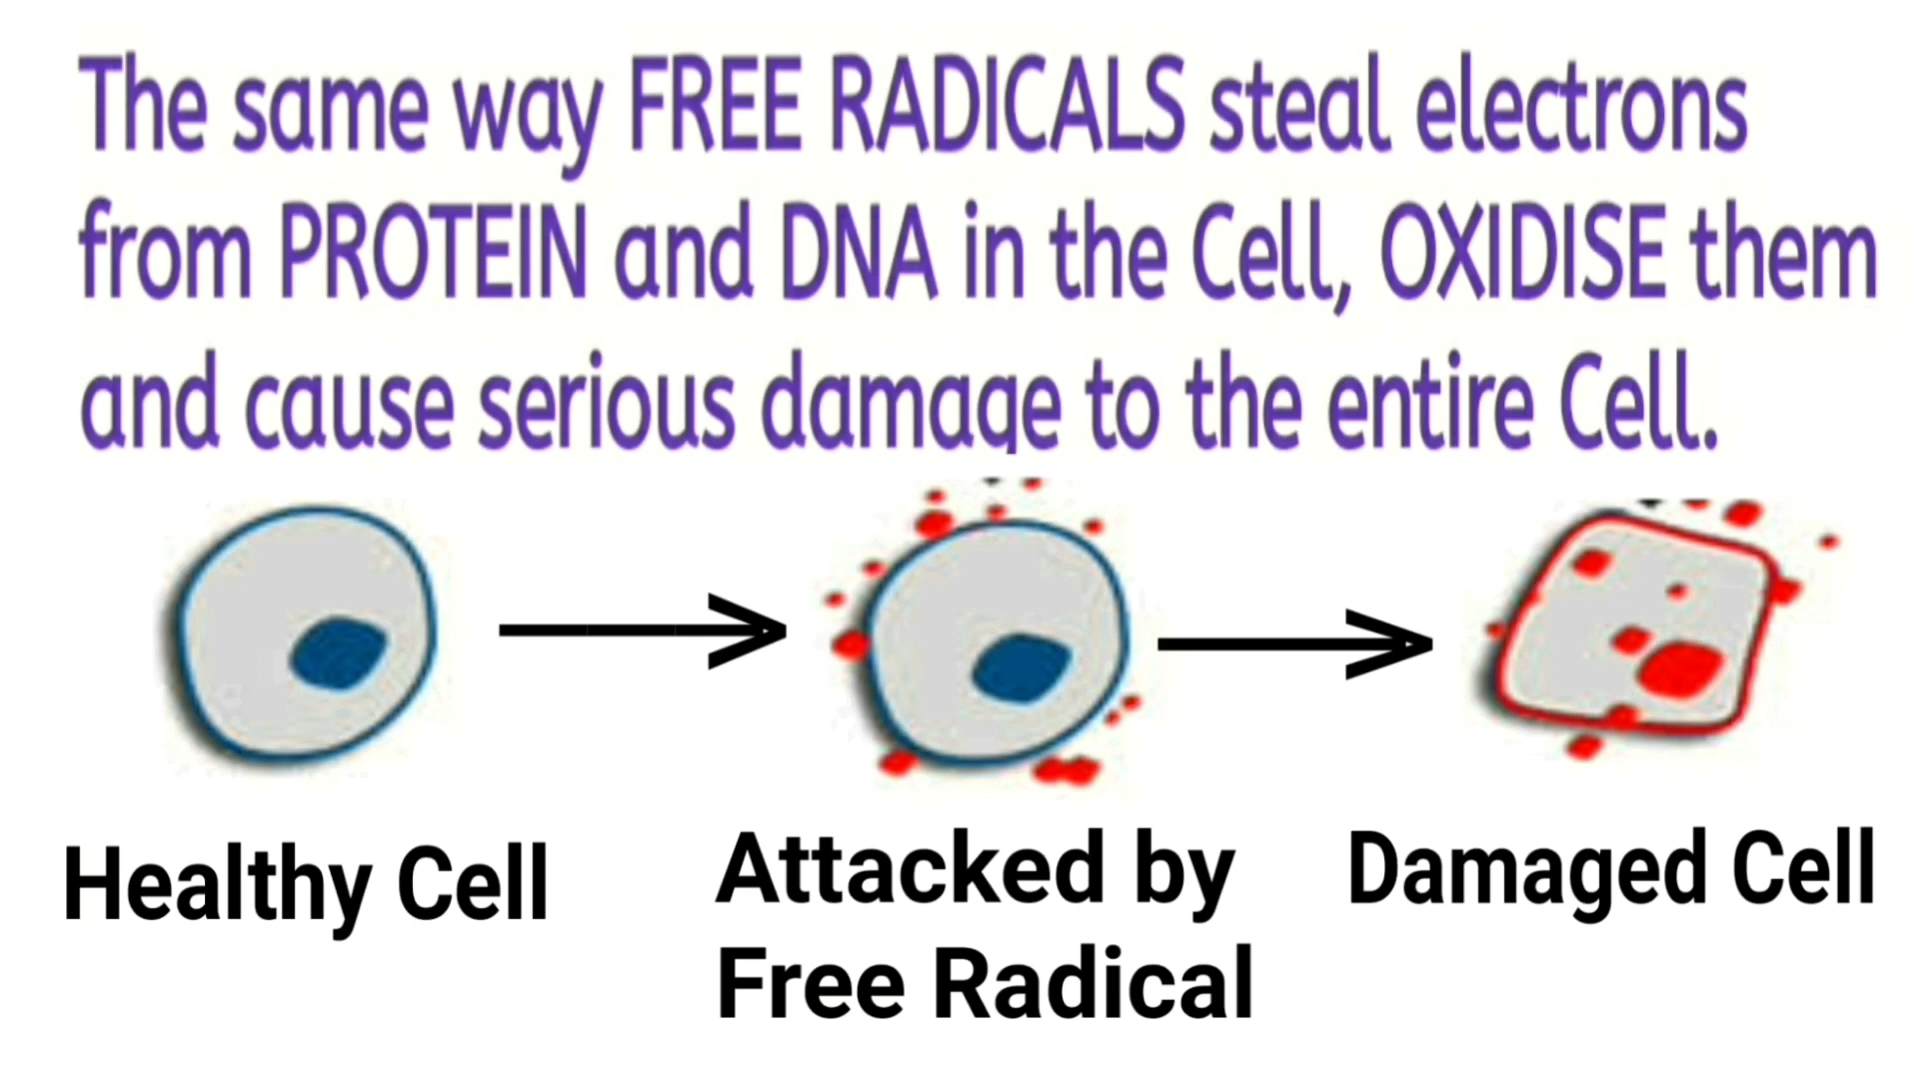 The same way FREE RADICALS steal electrons
from PROTEIN and DNA in the Cell, OXIDISE them
and cause serious damage to the entire Cell.
Healthy Cell
Attacked by
Free Radical
Damaged Cell